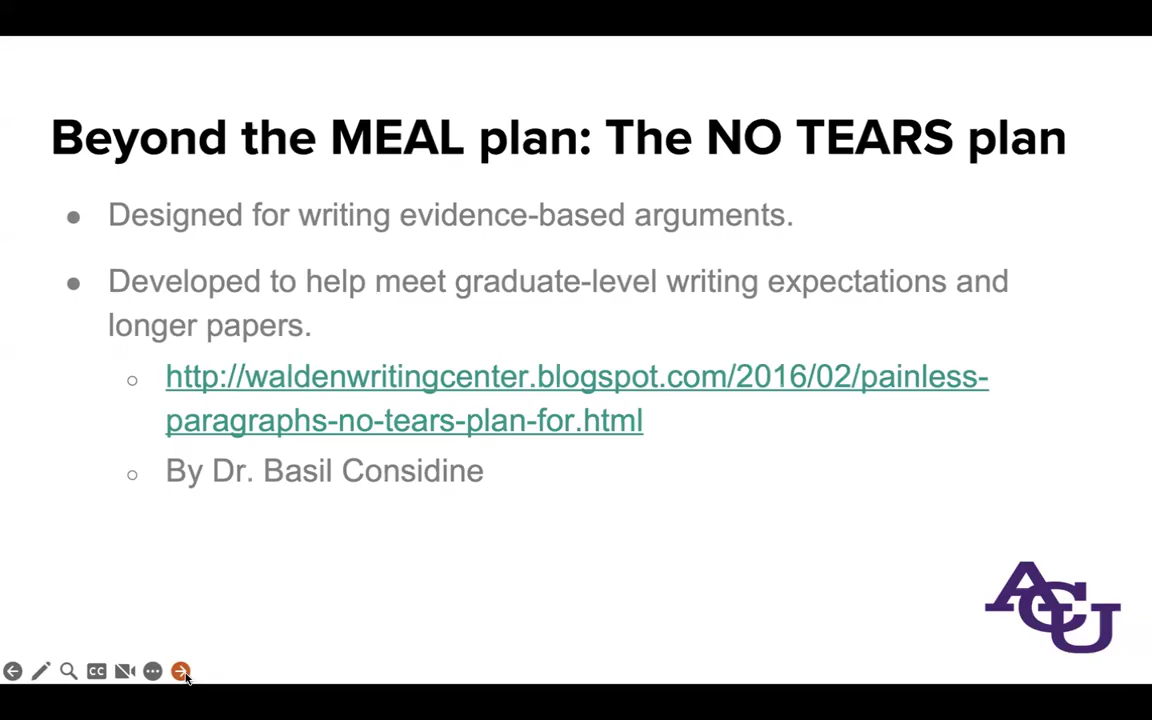 Beyond the MEAL plan: The NO TEARS plan
● Designed for writing evidence-based arguments.
● Developed to help meet graduate-level writing expectations and
longer papers.
○ http://waldenwritingcenter.blogspot.com/2016/02/painless-
paragraphs-no-tears-plan-for.html
○ By Dr. Basil Considine
ACU
CC